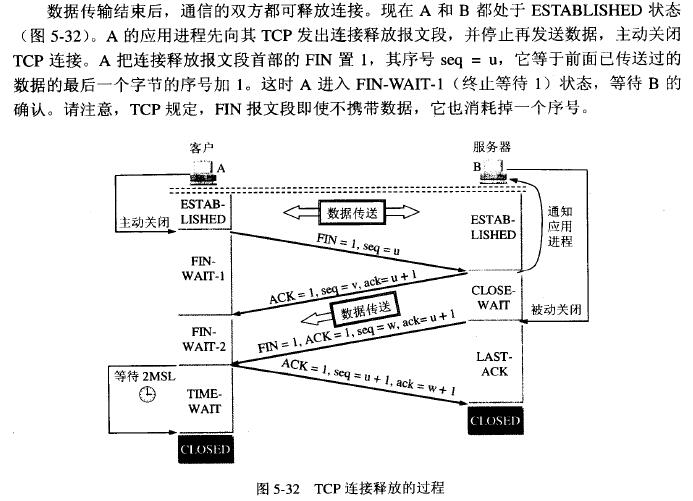 数据传输结束后，通信的双方都可释放连接。现在 A 和 B 都处于 ESTABLISHED 状态
（图 5-32）。A 的应用进程先向其 TCP 发出连接释放报文段，并停止再发送数据，主动关闭
TCP 连接。A 把连接释放报文段首部的 FIN 置 1，其序号 seq = u，它等于前面已传送过的
数据的最后一个字节的序号加 1。这时 A 进入 FIN-WAIT-1（终止等待 1）状态，等待 B 的
确认。请注意，TCP 规定，FIN 报文段即使不携带数据，它也消耗掉一个序号。
客户
服务器
A
B
ESTAB-
LISHED
数据传送
ESTAB-
LISHED
通知
应用
进程
主动关闭
FIN = 1, seq = u
FIN-
WAIT-1
ACK = 1, seq = v, ack= u + 1
CLOSE-
WAIT
数据传送
被动关闭
FIN-
WAIT-2
FIN = 1, ACK = 1, seq = w, ack= u + 1
LAST-
ACK
ACK = 1, seq = u + 1, ack = w + 1
等待 2MSL
TIME-
WAIT
CLOSED
CLOSED
图 5-32 TCP 连接释放的过程